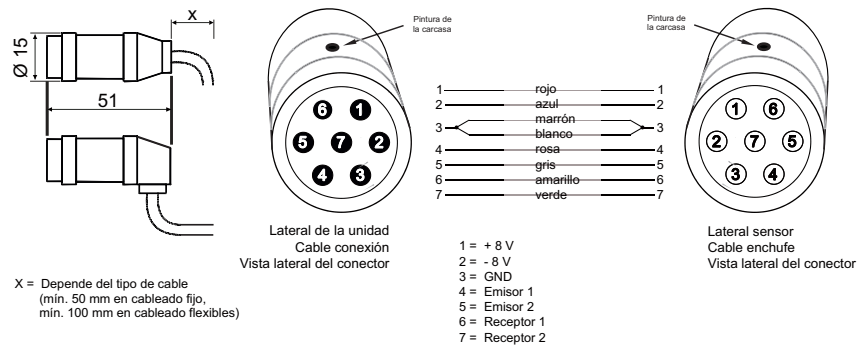 x
Ø 15
51
X = Depende del tipo de cable
(mín. 50 mm en cableado fijo,
mín. 100 mm en cableado flexibles)
Pintura de
la carcasa
6 1
5 7 2
4 3
Lateral de la unidad
Cable conexión
Vista lateral del conector
1 rojo 1
2 azul 2
marrón
3 3
blanco
4 rosa 4
5 gris 5
6 amarillo 6
7 verde 7
1 = + 8 V
2 = - 8 V
3 = GND
4 = Emisor 1
5 = Emisor 2
6 = Receptor 1
7 = Receptor 2
Pintura de
la carcasa
1 6
2 7 5
3 4
Lateral sensor
Cable enchufe
Vista lateral del conector